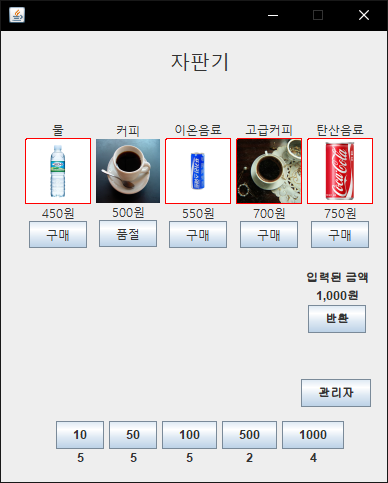 자판기
물 커피 이온음료 고급커피 탄산음료
Coca-Cola
450원 500원 550원 700원 750원
구매 품절 구매 구매 구매
입력된 금액
1,000원
반환
관리자
10 50 100 500 1000
5 5 5 2 4